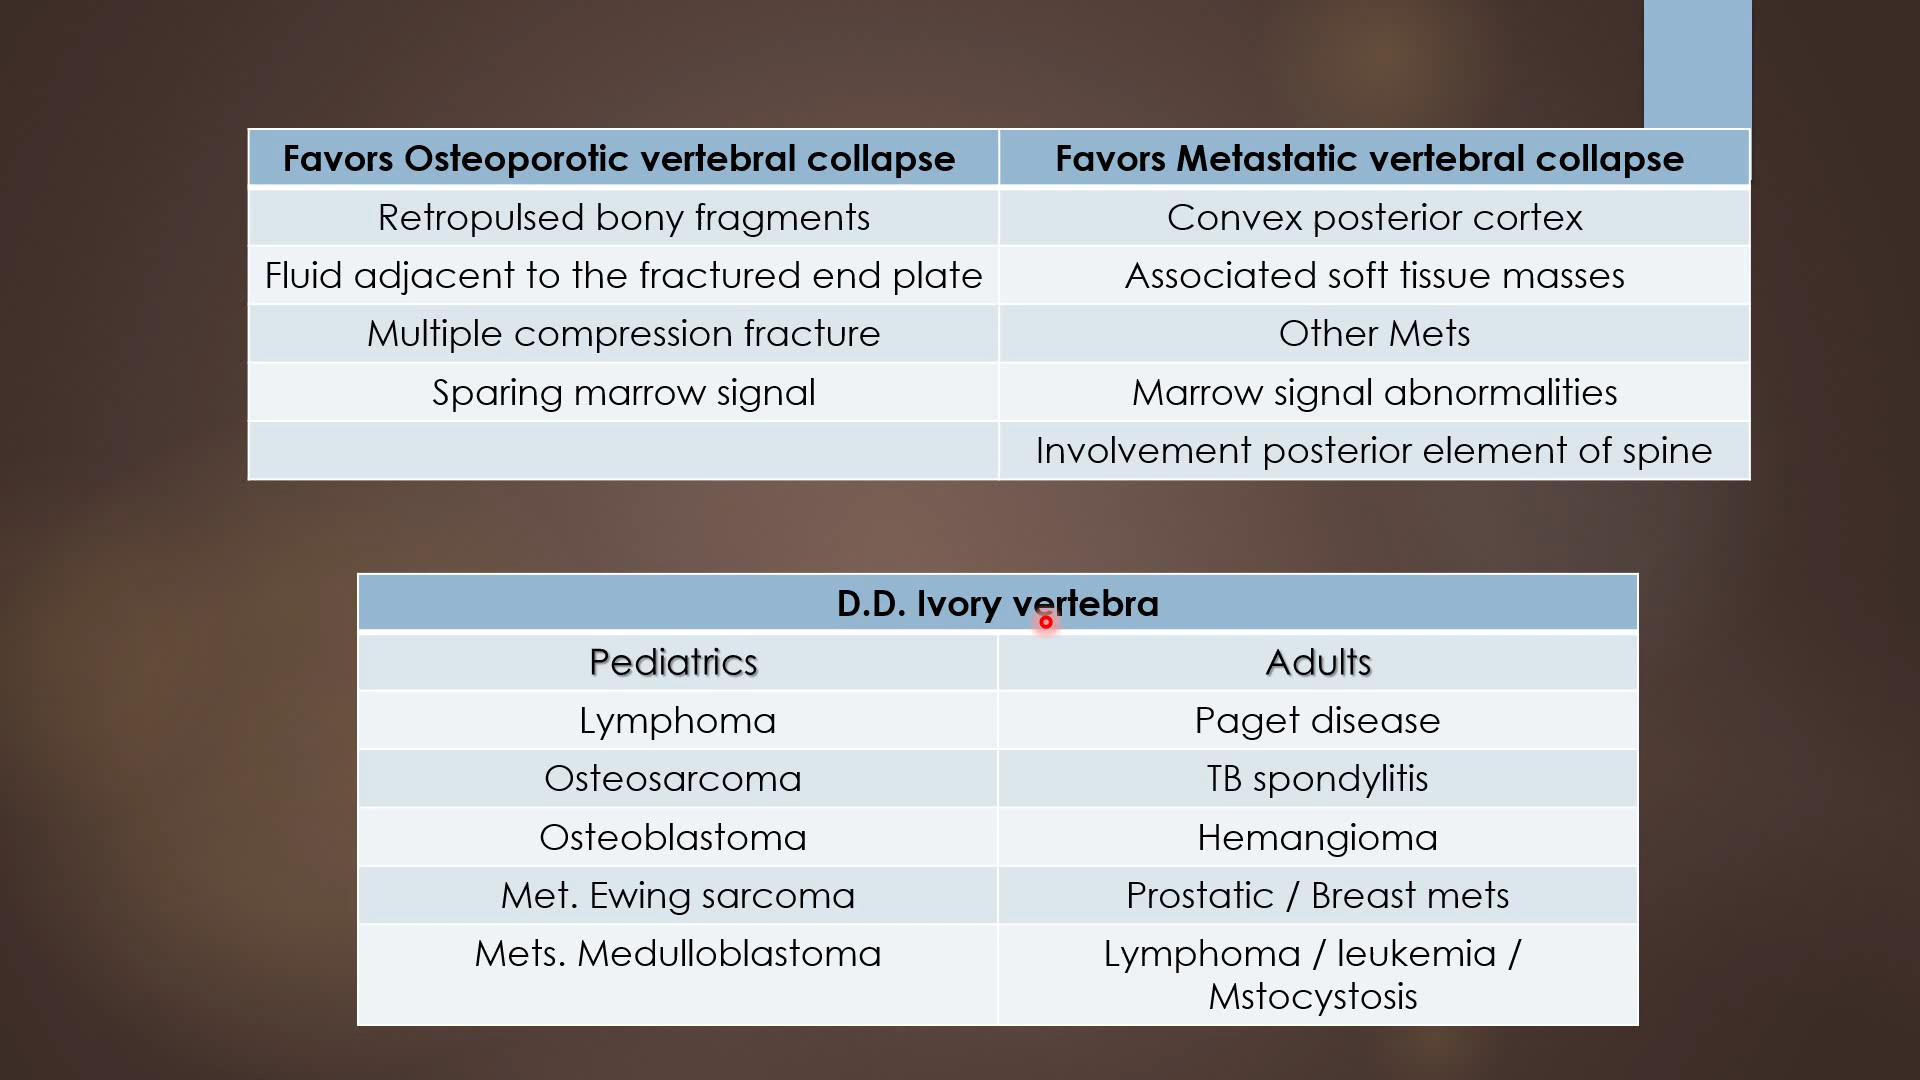 Favors Osteoporotic vertebral collapse
Favors Metastatic vertebral collapse
Retropulsed bony fragments
Convex posterior cortex
Fluid adjacent to the fractured end plate
Associated soft tissue masses
Multiple compression fracture
Other Mets
Sparing marrow signal
Marrow signal abnormalities
Involvement posterior element of spine
D.D. Ivory vertebra
Pediatrics
Adults
Lymphoma
Paget disease
Osteosarcoma
TB spondylitis
Osteoblastoma
Hemangioma
Met. Ewing sarcoma
Prostatic / Breast mets
Mets. Medulloblastoma
Lymphoma / leukemia /
Mstocystosis